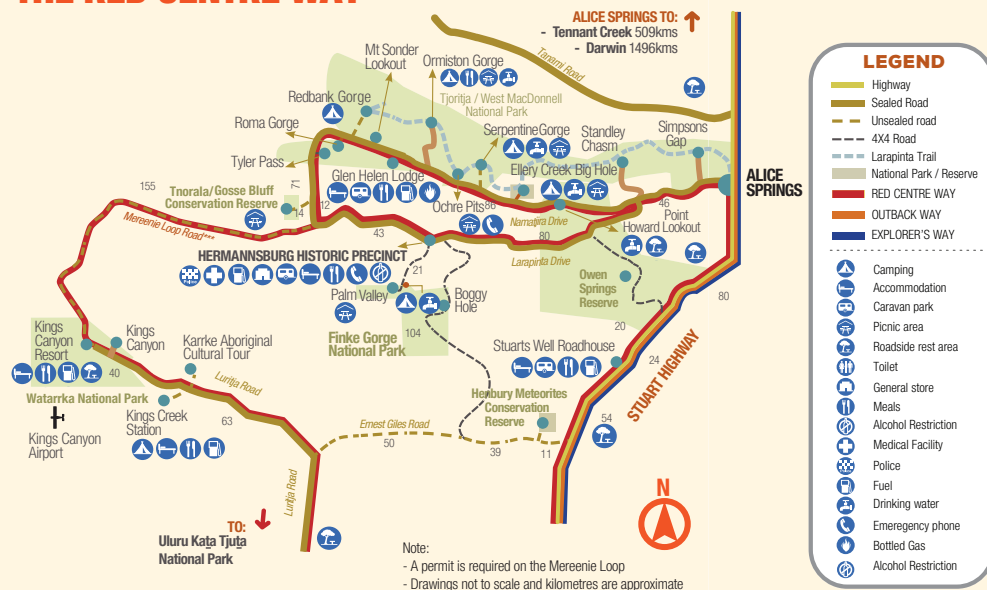 THE RED CENTRE WAY
ALICE SPRINGS TO:
- Tennant Creek 509kms
- Darwin 1496kms
Tanami Road
Mt Sonder
Lookout
Ormiston Gorge
Tjoritja / West MacDonnell
National Park
Redbank Gorge
Roma Gorge
Tyler Pass
Serpentine Gorge
Standley
Chasm
Simpsons
Gap
ALICE
SPRINGS
Glen Helen Lodge
Ellery Creek Big Hole
Ochre Pits
86
46
Point
Howard Lookout
Namatjira Drive
80
Larapinta Drive
155
71
Tnorala/Gosse Bluff
Conservation Reserve
14
12
43
Mereenie Loop Road***
HERMANNSBURG HISTORIC PRECINCT
21
Palm Valley
Boggy
Hole
104
Finke Gorge
National Park
Owen
Springs
Reserve
20
80
24
STUART HIGHWAY
Stuarts Well Roadhouse
Kings
Canyon
Resort
Kings
Canyon
40
Karrke Aboriginal
Cultural Tour
Luritja Road
Watarrka National Park
Kings Canyon
Airport
Kings Creek
Station
63
Henbury Meteorites
Conservation
Reserve
54
Ernest Giles Road
50
39
11
Luritja Road
TO:
Uluru Kata Tjuta
National Park
N
Note:
- A permit is required on the Mereenie Loop
- Drawings not to scale and kilometres are approximate
LEGEND
Highway
Sealed Road
Unsealed road
4X4 Road
Larapinta Trail
National Park / Reserve
RED CENTRE WAY
OUTBACK WAY
EXPLORER'S WAY
Camping
Accommodation
Caravan park
Picnic area
Roadside rest area
Toilet
General store
Meals
Alcohol Restriction
Medical Facility
Police
Fuel
Drinking water
Emeregency phone
Bottled Gas
Alcohol Restriction